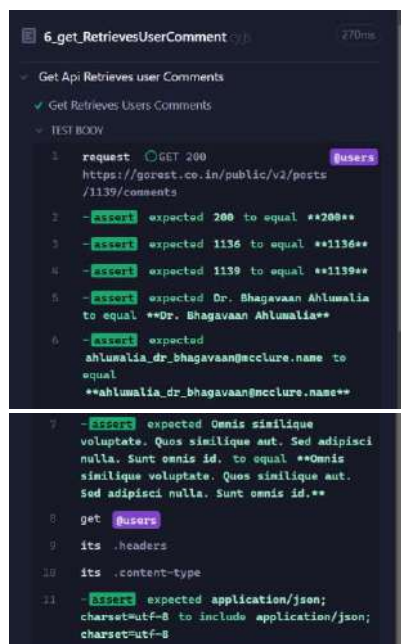 6_get_RetrievesUserComment.cy.js 270ms
Get Api Retrieves user Comments
Get Retrieves Users Comments
TEST BODY
1 request GET 200 @users
https://gorest.co.in/public/v2/posts
/1139/comments
2 -assert expected 200 to equal **200**
3 -assert expected 1136 to equal **1136**
4 -assert expected 1139 to equal **1139**
5 -assert expected Dr. Bhagavaan Ahluwalia
to equal **Dr. Bhagavaan Ahluwalia**
6 -assert expected
ahluwalia_dr_bhagavaan@mcclure.name to
equal
**ahluwalia_dr_bhagavaan@mcclure.name**
7 -assert expected Omnis similique
voluptate. Quos similique aut. Sed adipisci
nulla. Sunt omnis id. to equal **Omnis
similique voluptate. Quos similique aut.
Sed adipisci nulla. Sunt omnis id.**
8 get @users
9 its .headers
10 its .content-type
11 -assert expected application/json;
charset=utf-8 to include application/json;
charset=utf-8